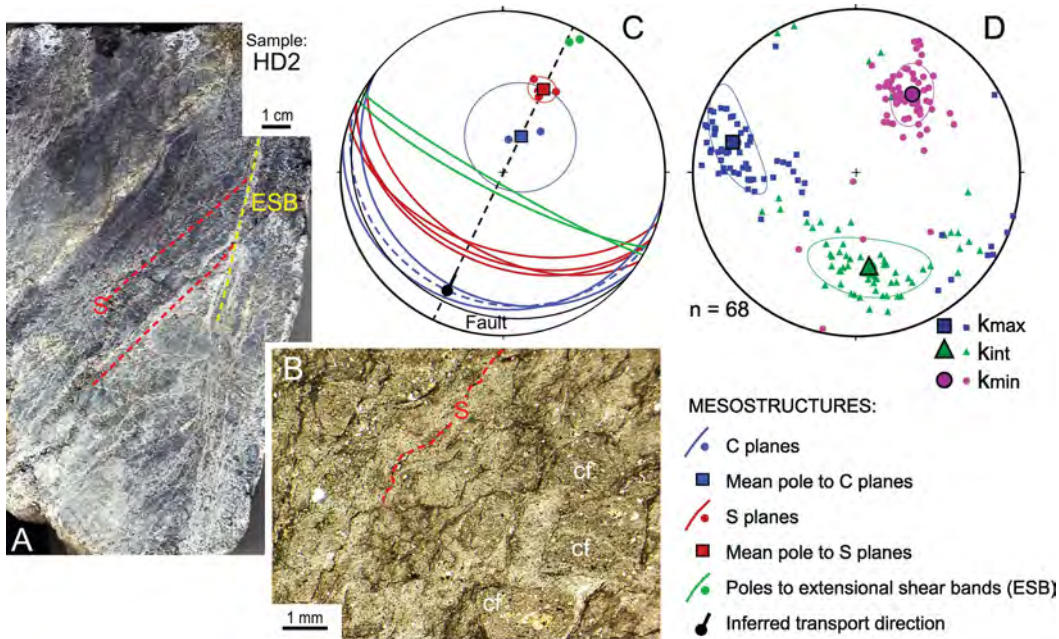 Sample:
HD2
1 cm
ESB
S
A
C
Fault
D
n = 68
kmax
kint
kmin
B
S
cf
cf
cf
1 mm
MESOSTRUCTURES:
C planes
Mean pole to C planes
S planes
Mean pole to S planes
Poles to extensional shear bands (ESB)
Inferred transport direction